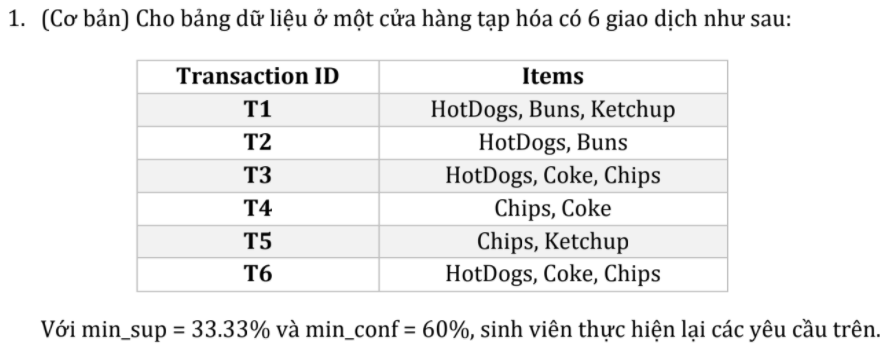 1. (Cơ bản) Cho bảng dữ liệu ở một cửa hàng tạp hóa có 6 giao dịch như sau:
Transaction ID Items
T1 HotDogs, Buns, Ketchup
T2 HotDogs, Buns
T3 HotDogs, Coke, Chips
T4 Chips, Coke
T5 Chips, Ketchup
T6 HotDogs, Coke, Chips
Với min_sup = 33.33% và min_conf = 60%, sinh viên thực hiện lại các yêu cầu trên.